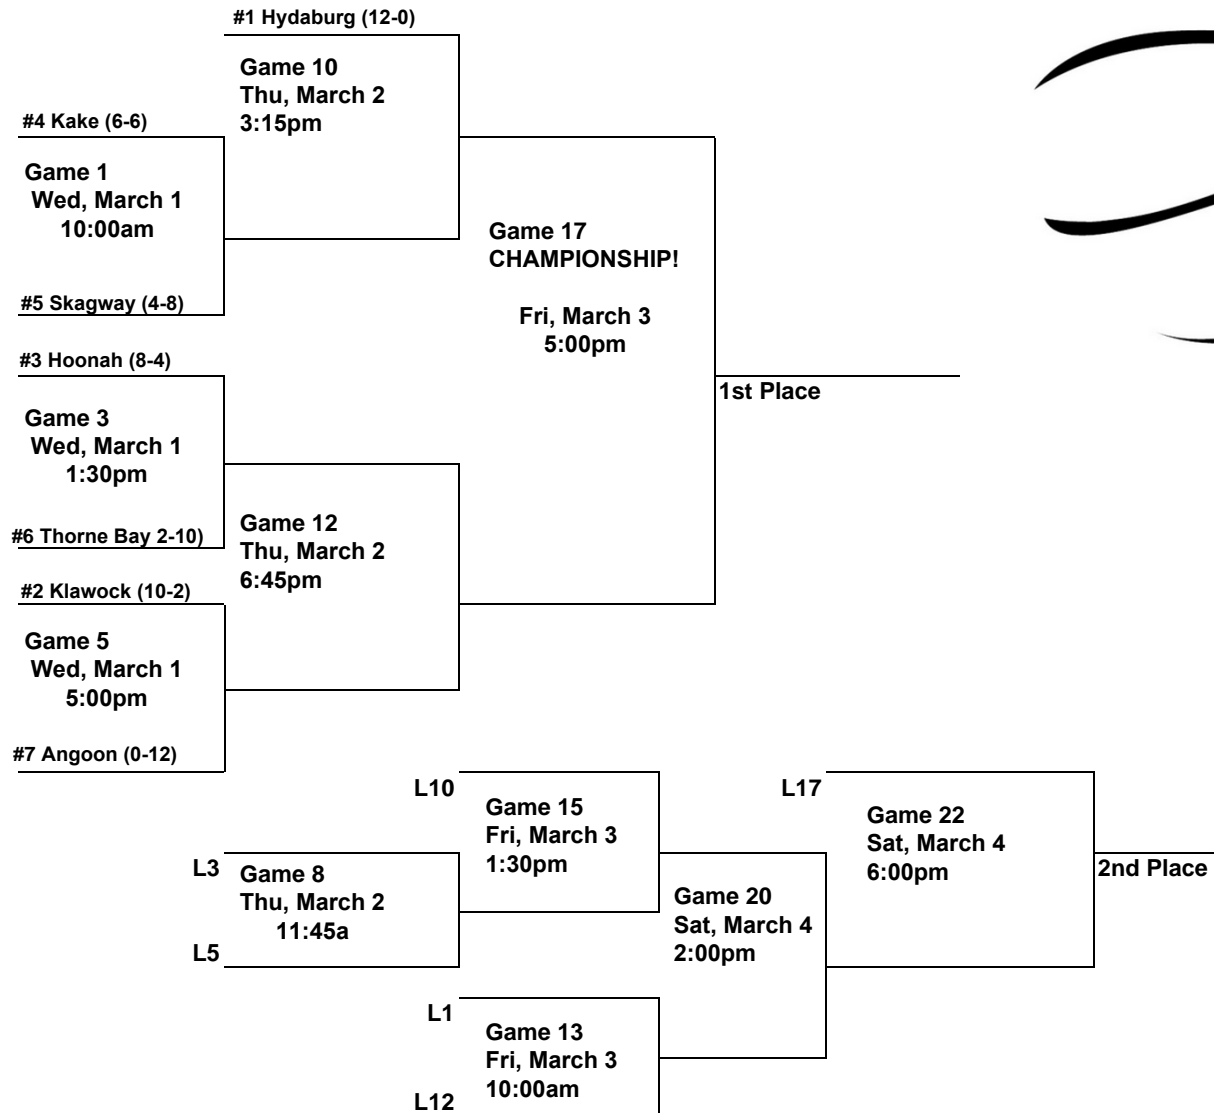 #1 Hydaburg (12-0)
Game 10
Thu, March 2
3:15pm
#4 Kake (6-6)
Game 1
Wed, March 1
10:00am
#5 Skagway (4-8)
Game 17
CHAMPIONSHIP!
Fri, March 3
5:00pm
1st Place
#3 Hoonah (8-4)
Game 3
Wed, March 1
1:30pm
#6 Thorne Bay 2-10)
Game 12
Thu, March 2
6:45pm
#2 Klawock (10-2)
Game 5
Wed, March 1
5:00pm
#7 Angoon (0-12)
L10
Game 15
Fri, March 3
1:30pm
L17
Game 22
Sat, March 4
6:00pm
2nd Place
L3
Game 8
Thu, March 2
11:45a
L5
Game 20
Sat, March 4
2:00pm
L1
Game 13
Fri, March 3
10:00am
L12